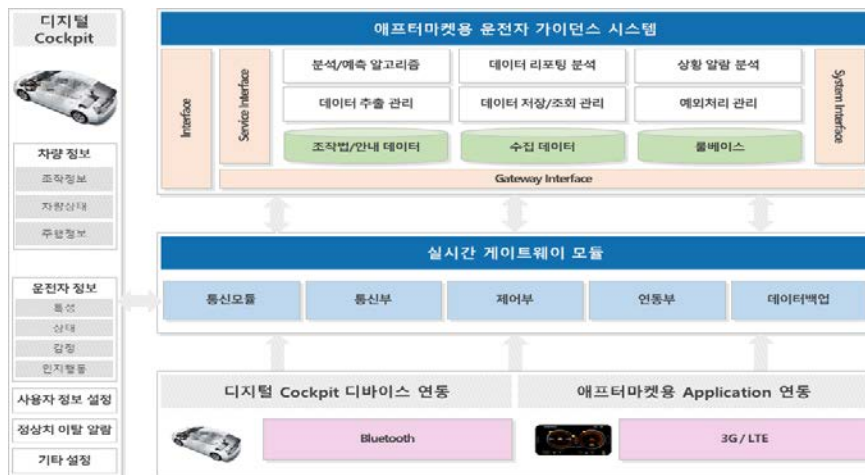 디지털
Cockpit
차량 정보
조작정보
차량상태
주행정보
운전자 정보
특성
상태
감정
인지행동
사용자 정보 설정
정상치 이탈 알람
기타 설정
애프터마켓용 운전자 가이던스 시스템
Interface
Service Interface
분석/예측 알고리즘
데이터 리포팅 분석
상황 알람 분석
데이터 추출 관리
데이터 저장/조회 관리
예외처리 관리
조작법/안내 데이터
수집 데이터
룰베이스
System Interface
Gateway Interface
실시간 게이트웨이 모듈
통신모듈
통신부
제어부
연동부
데이터백업
디지털 Cockpit 디바이스 연동
애프터마켓용 Application 연동
Bluetooth
3G / LTE